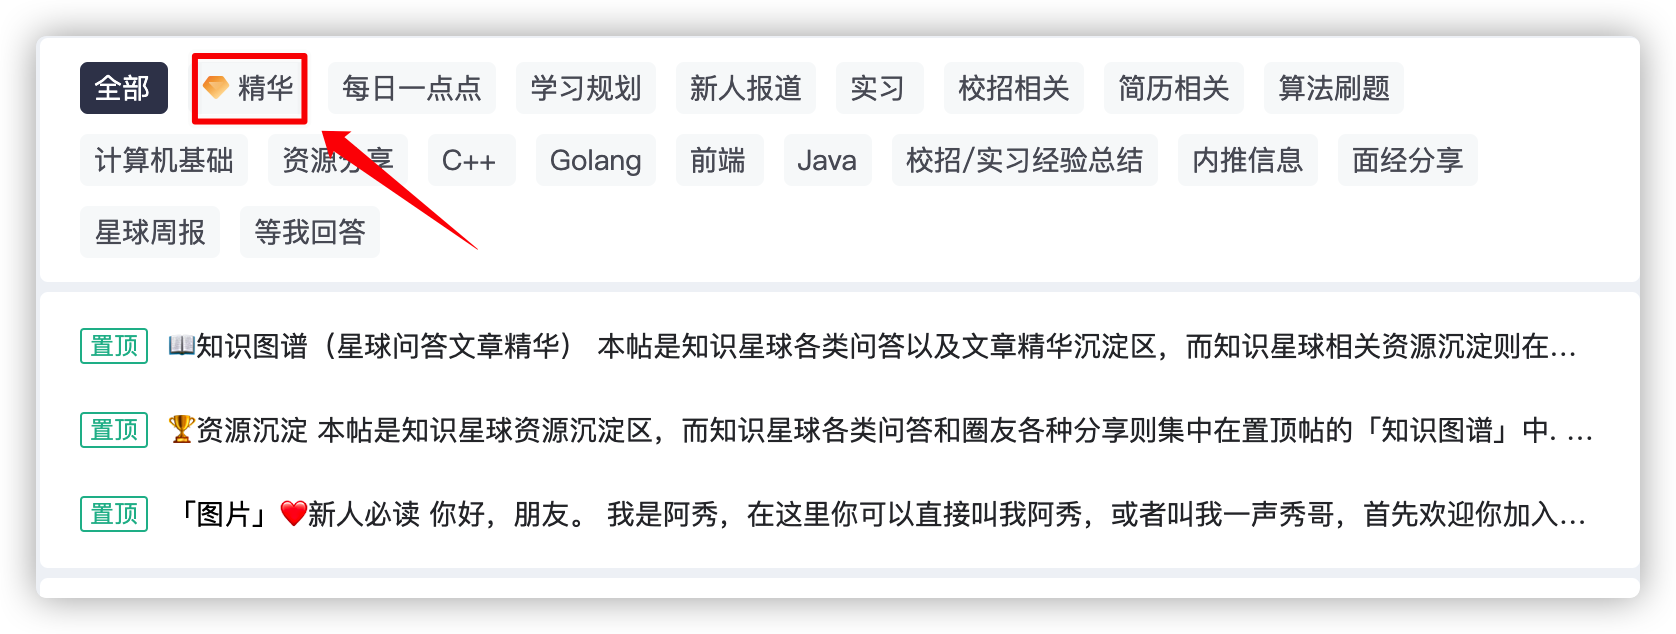 全部 精华 每日一点点 学习规划 新人报道 实习 校招相关 简历相关 算法刷题
计算机基础 资源分享 C++ Golang 前端 Java 校招/实习经验总结 内推信息 面经分享
星球周报 等我回答
置顶 知识图谱（星球问答文章精华） 本帖是知识星球各类问答以及文章精华沉淀区，而知识星球相关资源沉淀则在...
置顶 资源沉淀 本帖是知识星球资源沉淀区，而知识星球各类问答和圈友各种分享则集中在置顶帖的「知识图谱」中. ...
置顶 「图片」新人必读 你好，朋友。 我是阿秀，在这里你可以直接叫我阿秀，或者叫我一声秀哥，首先欢迎你加入...